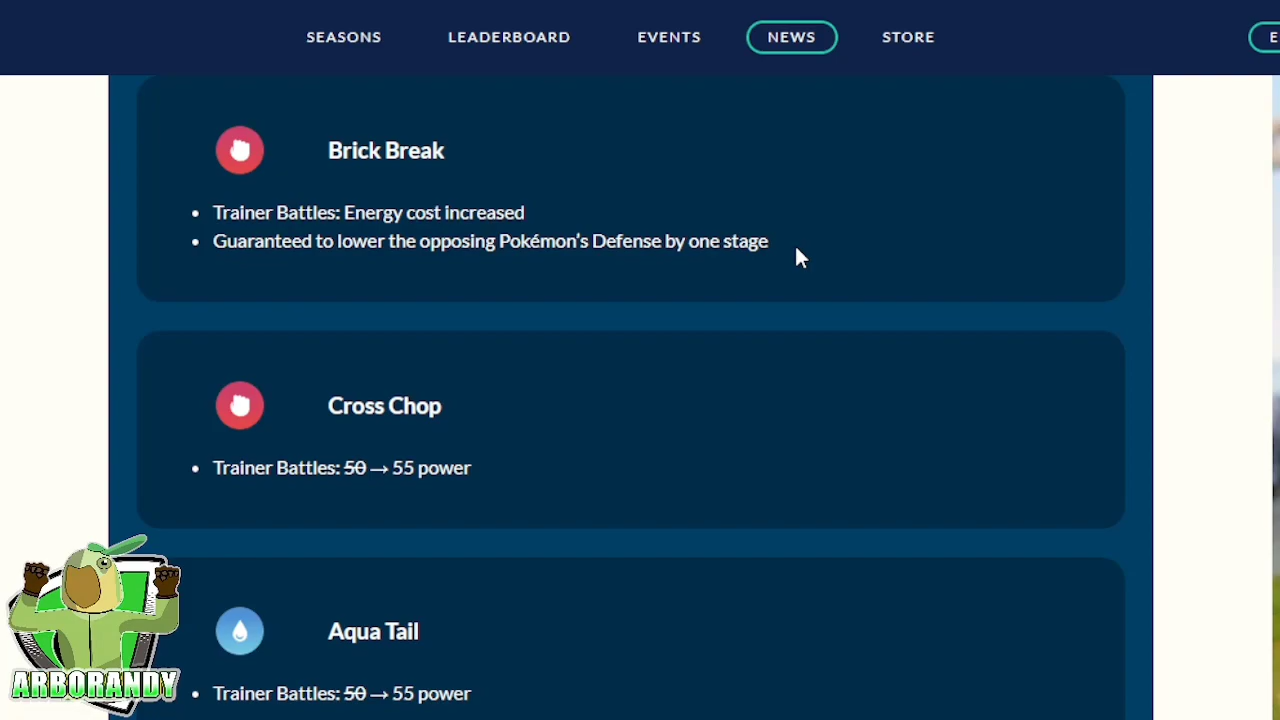 SEASONS LEADERBOARD EVENTS NEWS STORE E
Brick Break
• Trainer Battles: Energy cost increased
• Guaranteed to lower the opposing Pokémon's Defense by one stage
Cross Chop
• Trainer Battles: 50 → 55 power
Aqua Tail
• Trainer Battles: 50 → 55 power
ARBORANDY